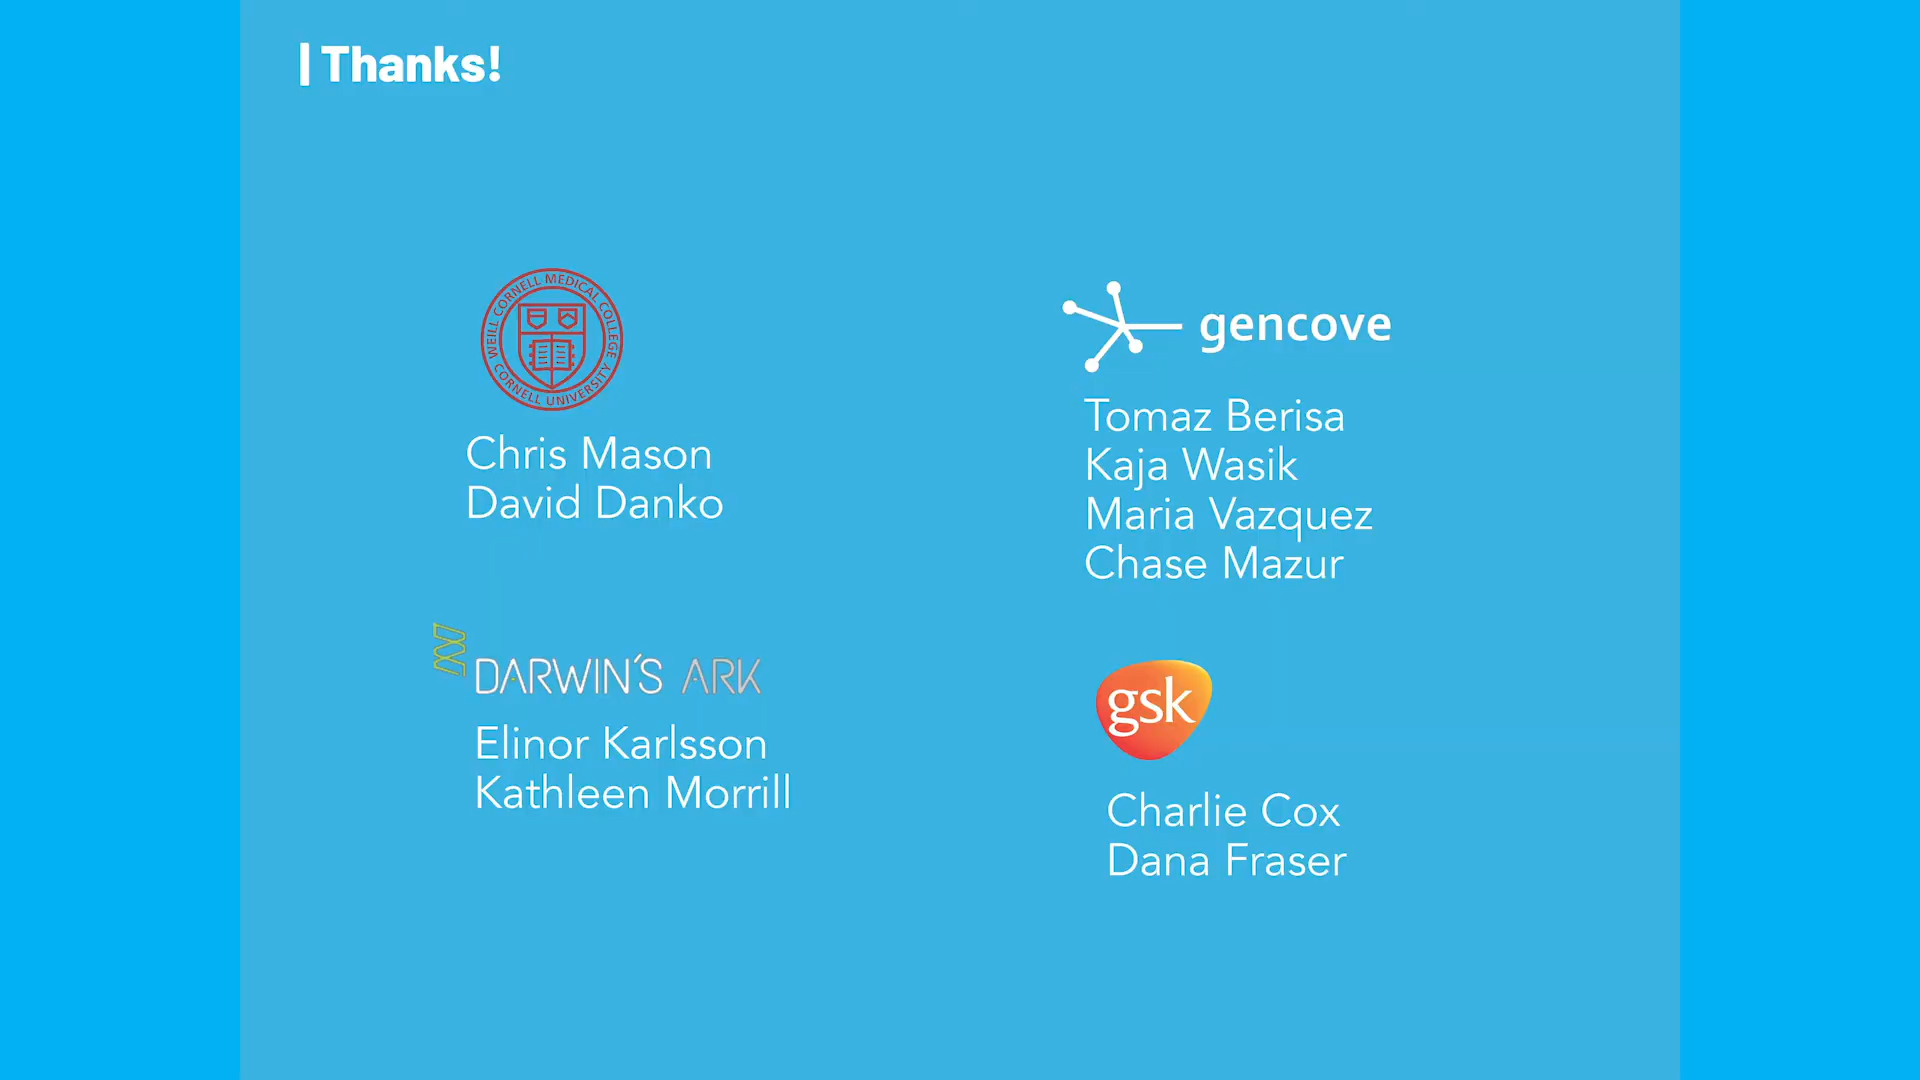 | Thanks!
WEILL CORNELL MEDICAL COLLEGE
CORNELL UNIVERSITY
Chris Mason
David Danko
gencove
Tomaz Berisa
Kaja Wasik
Maria Vazquez
Chase Mazur
DARWIN'S ARK
Elinor Karlsson
Kathleen Morrill
gsk
Charlie Cox
Dana Fraser